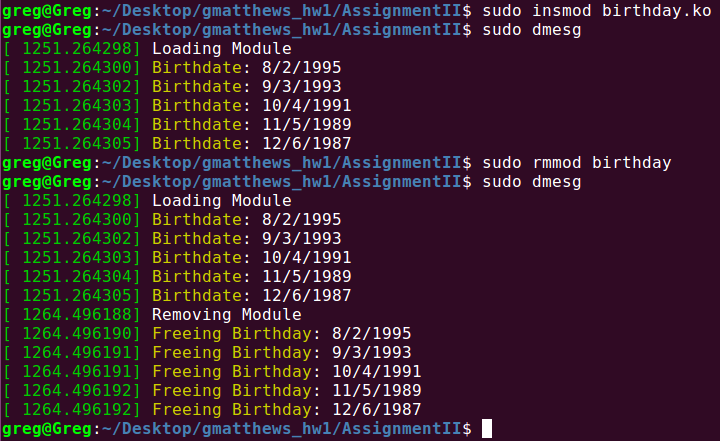 greg@Greg:~/Desktop/gmatthews_hw1/AssignmentII$ sudo insmod birthday.ko
greg@Greg:~/Desktop/gmatthews_hw1/AssignmentII$ sudo dmesg
[ 1251.264298] Loading Module
[ 1251.264300] Birthdate: 8/2/1995
[ 1251.264302] Birthdate: 9/3/1993
[ 1251.264303] Birthdate: 10/4/1991
[ 1251.264304] Birthdate: 11/5/1989
[ 1251.264305] Birthdate: 12/6/1987
greg@Greg:~/Desktop/gmatthews_hw1/AssignmentII$ sudo rmmod birthday
greg@Greg:~/Desktop/gmatthews_hw1/AssignmentII$ sudo dmesg
[ 1251.264298] Loading Module
[ 1251.264300] Birthdate: 8/2/1995
[ 1251.264302] Birthdate: 9/3/1993
[ 1251.264303] Birthdate: 10/4/1991
[ 1251.264304] Birthdate: 11/5/1989
[ 1251.264305] Birthdate: 12/6/1987
[ 1264.496188] Removing Module
[ 1264.496190] Freeing Birthday: 8/2/1995
[ 1264.496191] Freeing Birthday: 9/3/1993
[ 1264.496191] Freeing Birthday: 10/4/1991
[ 1264.496192] Freeing Birthday: 11/5/1989
[ 1264.496192] Freeing Birthday: 12/6/1987
greg@Greg:~/Desktop/gmatthews_hw1/AssignmentII$